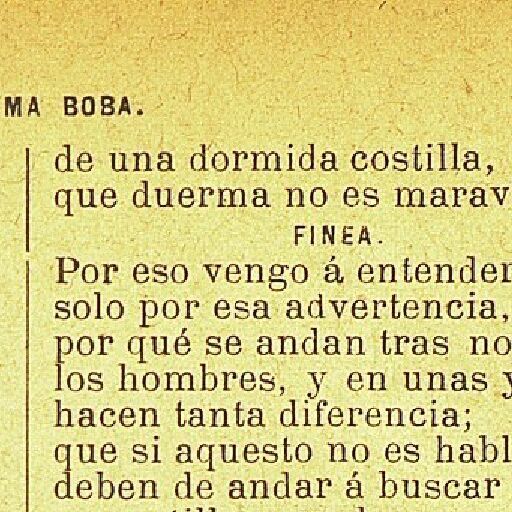 MA BOBA.
de una dormida costilla,
que duerma no es marav
FINEA.
Por eso vengo á entender
solo por esa advertencia,
por qué se andan tras no
los hombres, y en unas y
hacen tanta diferencia;
que si aquesto no es habl
deben de andar á buscar